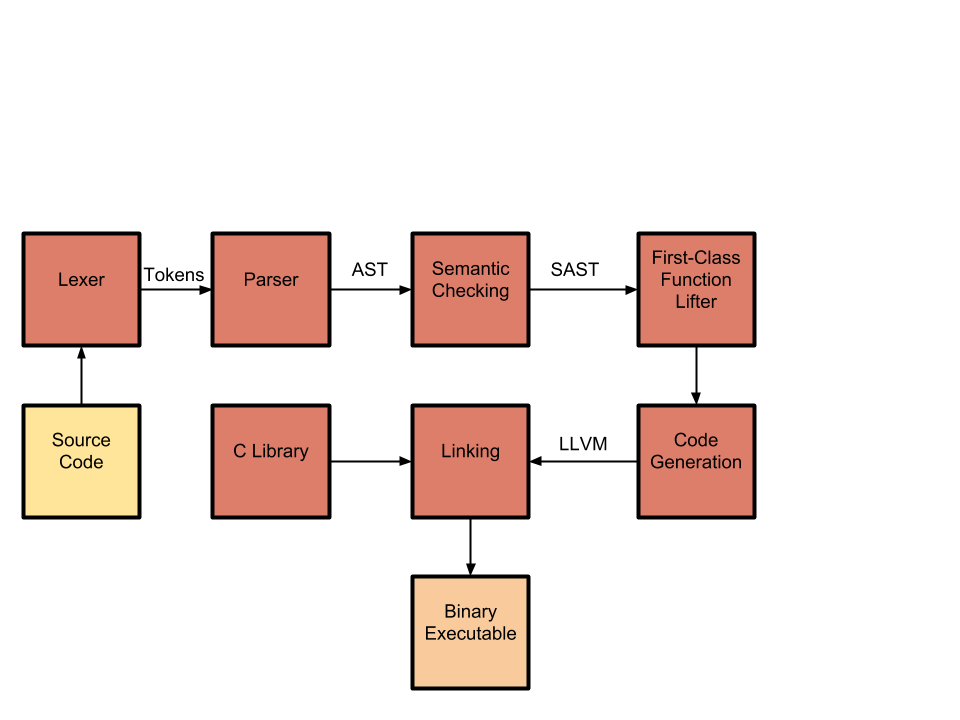 Lexer
Tokens
Parser
AST
Semantic
Checking
SAST
First-Class
Function
Lifter
Source
Code
C Library
Linking
LLVM
Code
Generation
Binary
Executable